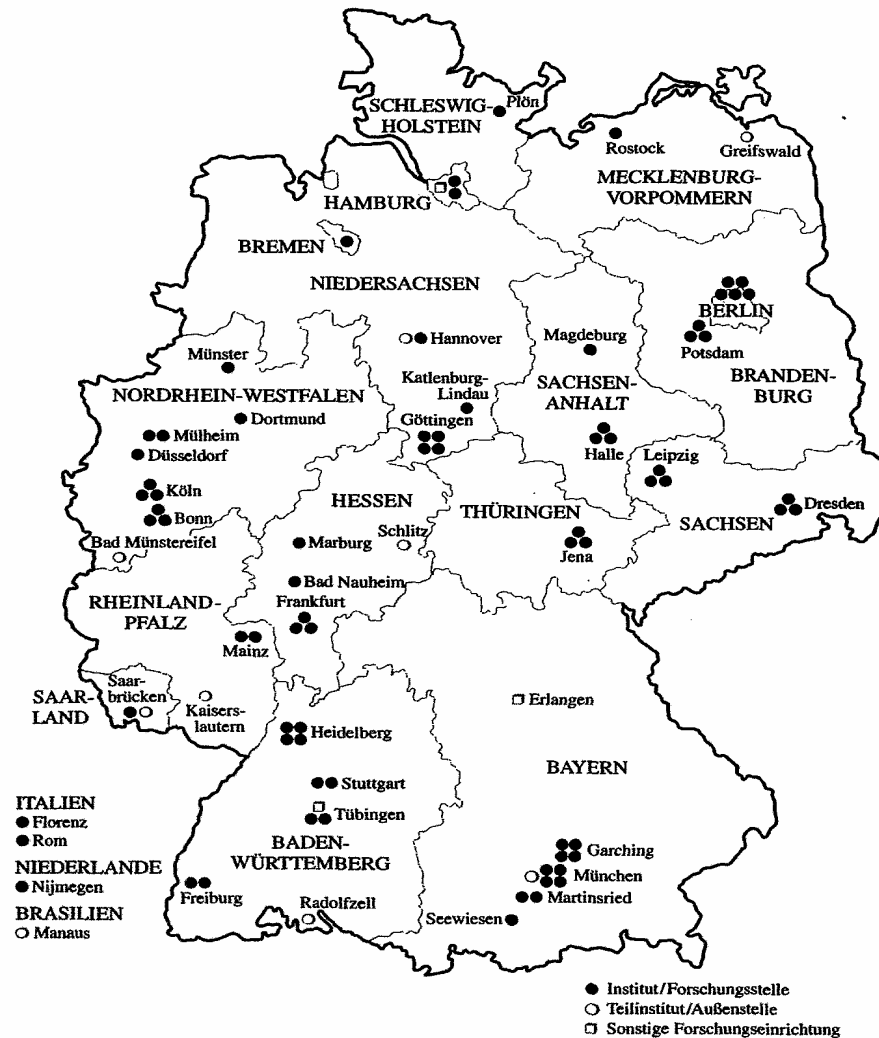 Plön
SCHLESWIG-
HOLSTEIN
Rostock
Greifswald
MECKLENBURG-
VORPOMMERN
HAMBURG
BREMEN
NIEDERSACHSEN
BERLIN
Hannover
Magdeburg
Potsdam
Münster
Katlenburg-
Lindau
SACHSEN-
ANHALT
BRANDEN-
BURG
NORDRHEIN-WESTFALEN
Dortmund
Göttingen
Mülheim
Düsseldorf
Halle
Leipzig
Köln
HESSEN
Dresden
Bonn
THÜRINGEN
SACHSEN
Schlitz
Bad Münstereifel
Marburg
Jena
Bad Nauheim
RHEINLAND-
PFALZ
Frankfurt
Mainz
Saar-
brücken
SAAR-
LAND
Kaisers-
lautern
Erlangen
Heidelberg
BAYERN
Stuttgart
Tübingen
ITALIEN
Florenz
Rom
BADEN-
WÜRTTEMBERG
Garching
NIEDERLANDE
Nijmegen
München
Freiburg
Martinsried
BRASILIEN
Manaus
Radolfzell
Seewiesen
Institut/Forschungsstelle
Teilinstitut/Außenstelle
Sonstige Forschungseinrichtung